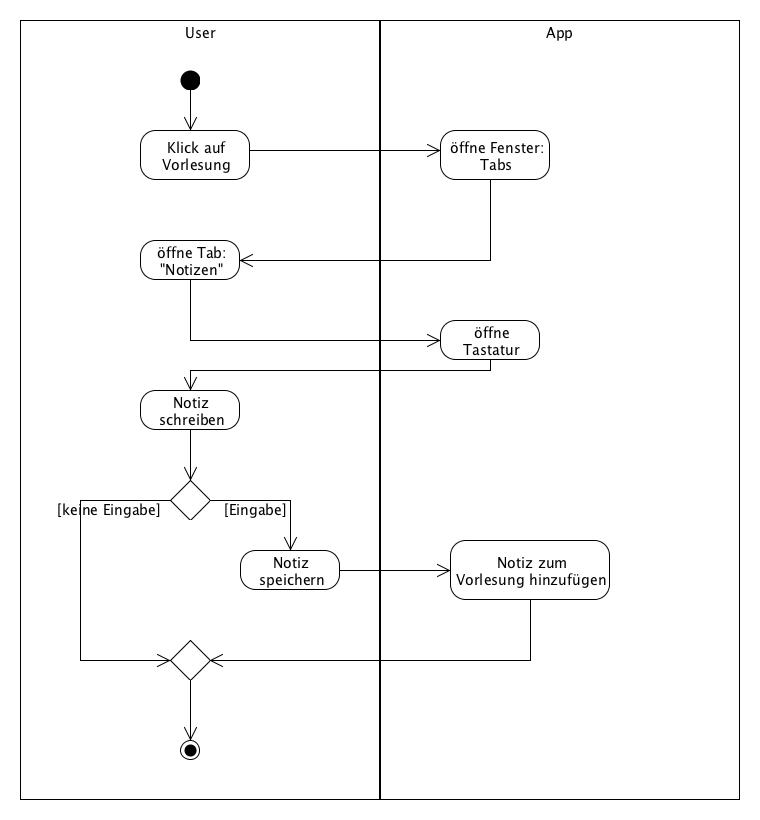 User
App
Klick auf
Vorlesung
öffne Fenster:
Tabs
öffne Tab:
"Notizen"
öffne
Tastatur
Notiz
schreiben
[keine Eingabe]
[Eingabe]
Notiz
speichern
Notiz zum
Vorlesung hinzufügen